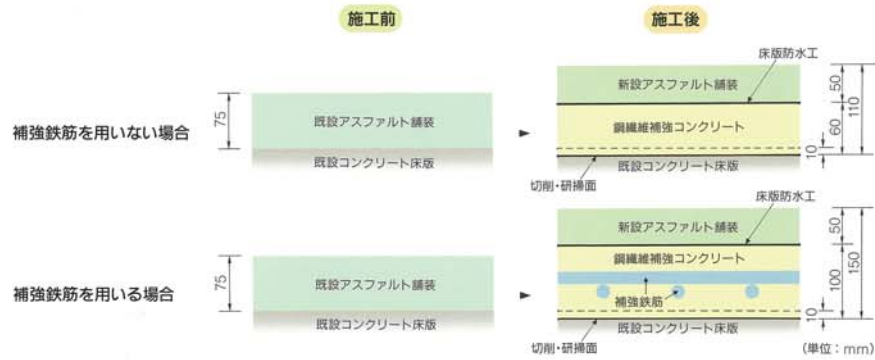 施工前
施工後
補強鉄筋を用いない場合
75
既設アスファルト舗装
既設コンクリート床版
床版防水工
新設アスファルト舗装
鋼繊維補強コンクリート
既設コンクリート床版
切削・研掃面
50
60
10
110
補強鉄筋を用いる場合
75
既設アスファルト舗装
既設コンクリート床版
床版防水工
新設アスファルト舗装
鋼繊維補強コンクリート
補強鉄筋
既設コンクリート床版
切削・研掃面
50
100
10
150
(単位：mm)